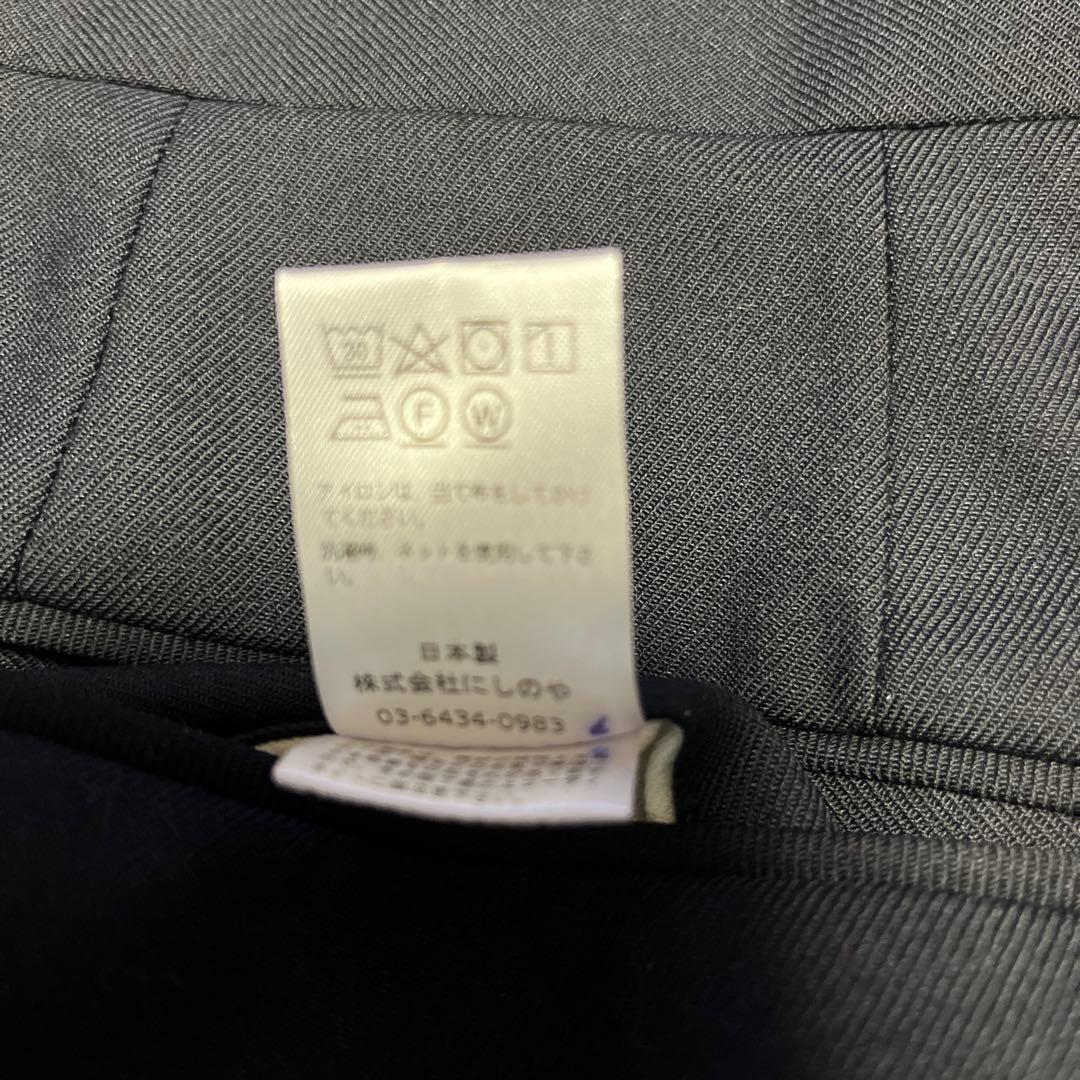 30
F W
アイロンは、当て布をしてかけ
てください。
洗濯時、ネットを使用して下さ
い。
日本製
株式会社にしのや
03-6434-0983